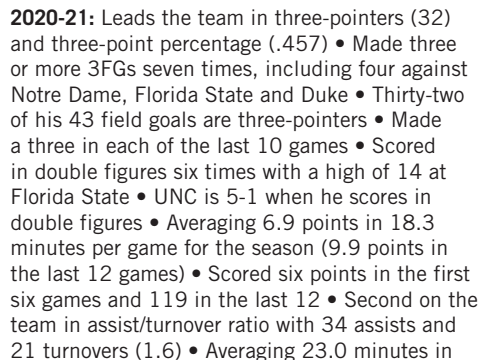 2020-21: Leads the team in three-pointers (32)
and three-point percentage (.457) • Made three
or more 3FGs seven times, including four against
Notre Dame, Florida State and Duke • Thirty-two
of his 43 field goals are three-pointers • Made
a three in each of the last 10 games • Scored
in double figures six times with a high of 14 at
Florida State • UNC is 5-1 when he scores in
double figures • Averaging 6.9 points in 18.3
minutes per game for the season (9.9 points in
the last 12 games) • Scored six points in the first
six games and 119 in the last 12 • Second on the
team in assist/turnover ratio with 34 assists and
21 turnovers (1.6) • Averaging 23.0 minutes in